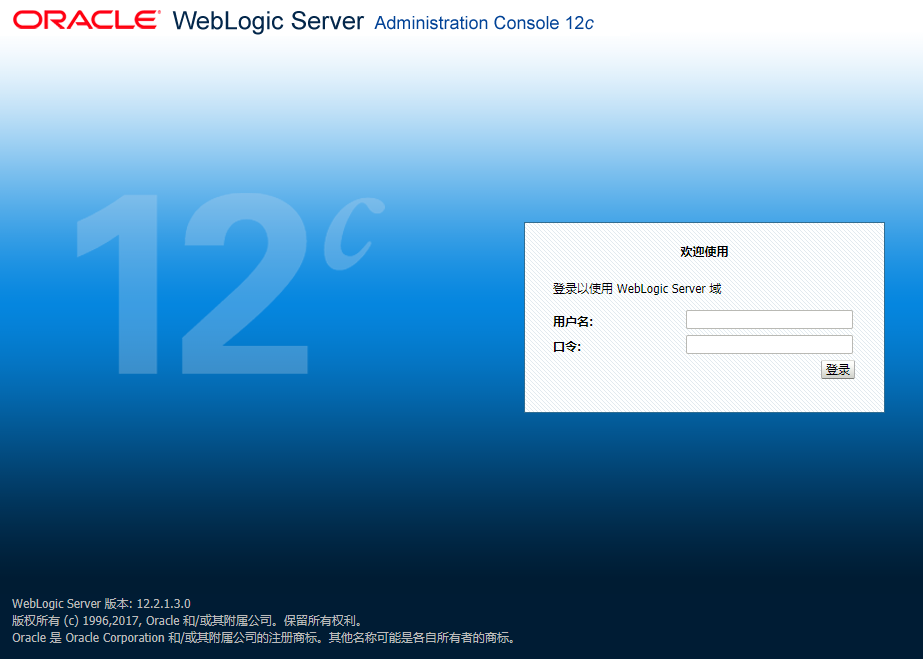 ORACLE® WebLogic Server Administration Console 12c
12c
欢迎使用
登录以使用 WebLogic Server 域
用户名:
口令:
登录
WebLogic Server 版本: 12.2.1.3.0
版权所有 (c) 1996,2017, Oracle 和/或其附属公司。保留所有权利。
Oracle 是 Oracle Corporation 和/或其附属公司的注册商标。其他名称可能是各自所有者的商标。